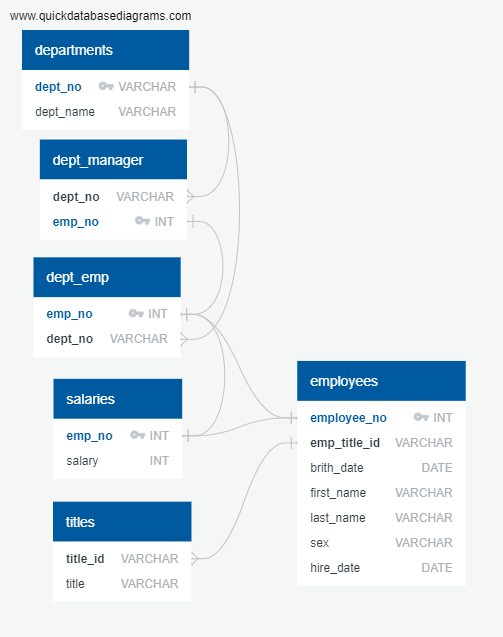 www.quickdatabasediagrams.com
departments
dept_no VARCHAR
dept_name VARCHAR
dept_manager
dept_no VARCHAR
emp_no INT
dept_emp
emp_no INT
dept_no VARCHAR
salaries
emp_no INT
salary INT
titles
title_id VARCHAR
title VARCHAR
employees
employee_no INT
emp_title_id VARCHAR
brith_date DATE
first_name VARCHAR
last_name VARCHAR
sex VARCHAR
hire_date DATE